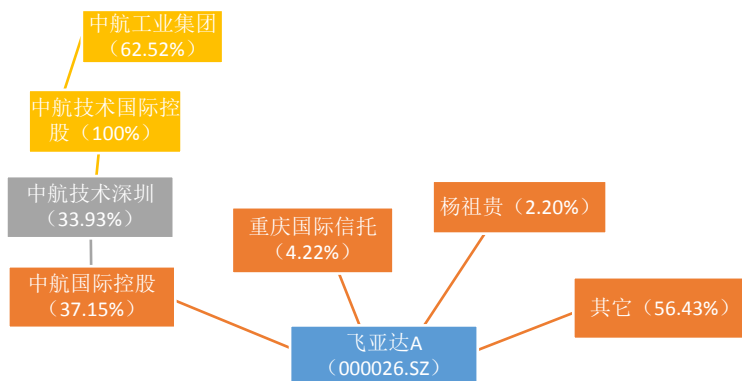 中航工业集团
（62.52%）
中航技术国际控
股（100%）
中航技术深圳
（33.93%）
中航国际控股
（37.15%）
重庆国际信托
（4.22%）
杨祖贵（2.20%）
其它（56.43%）
飞亚达A
（000026.SZ）